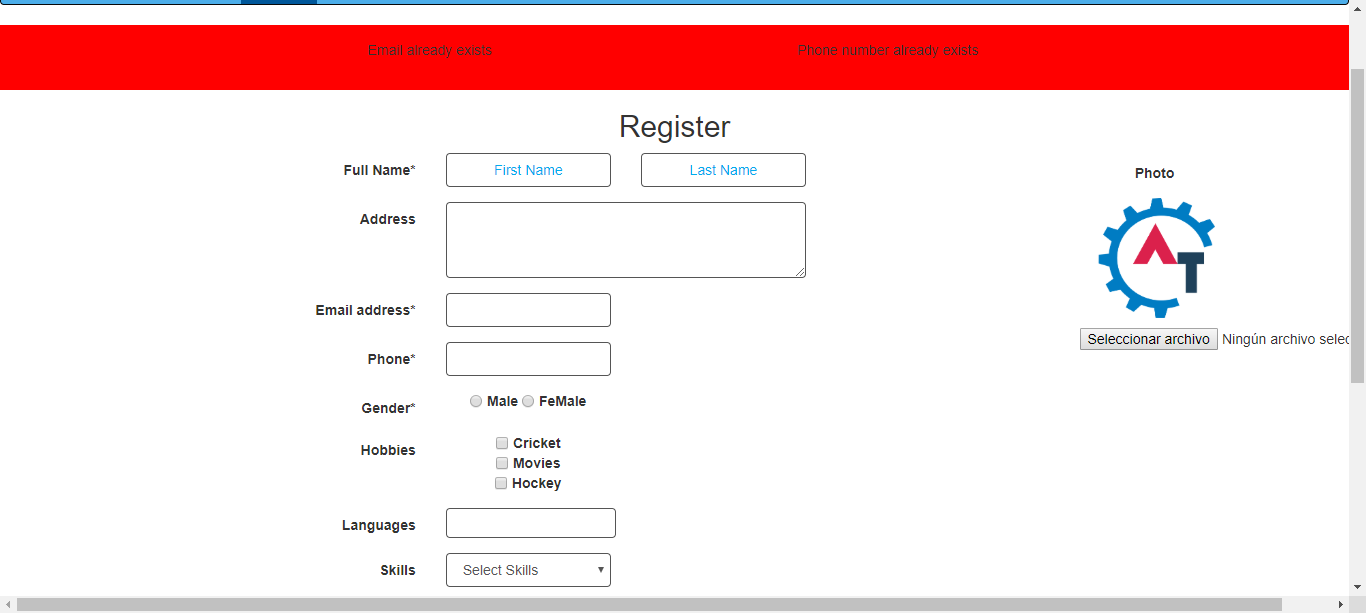 Email already exists Phone number already exists
Register
Full Name* First Name Last Name
Photo
Address
AT
Email address*
Seleccionar archivo Ningún archivo selec
Phone*
Gender* Male FeMale
Hobbies Cricket
Movies
Hockey
Languages
Skills Select Skills